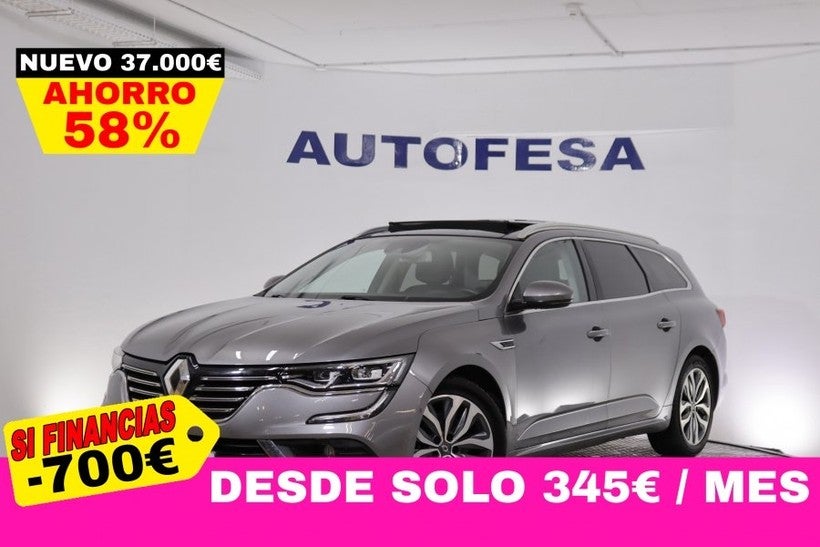 NUEVO 37.000€
AHORRO
58%
AUTOFESA
SI FINANCIAS
-700€
DESDE SOLO 345€ / MES